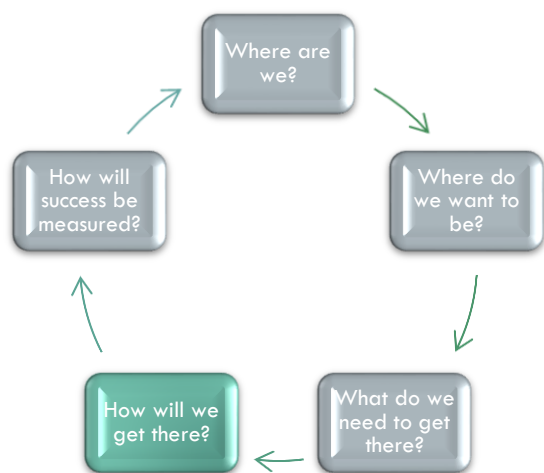 Where are
we?
Where do
we want to
be?
What do we
need to get
there?
How will we
get there?
How will
success be
measured?